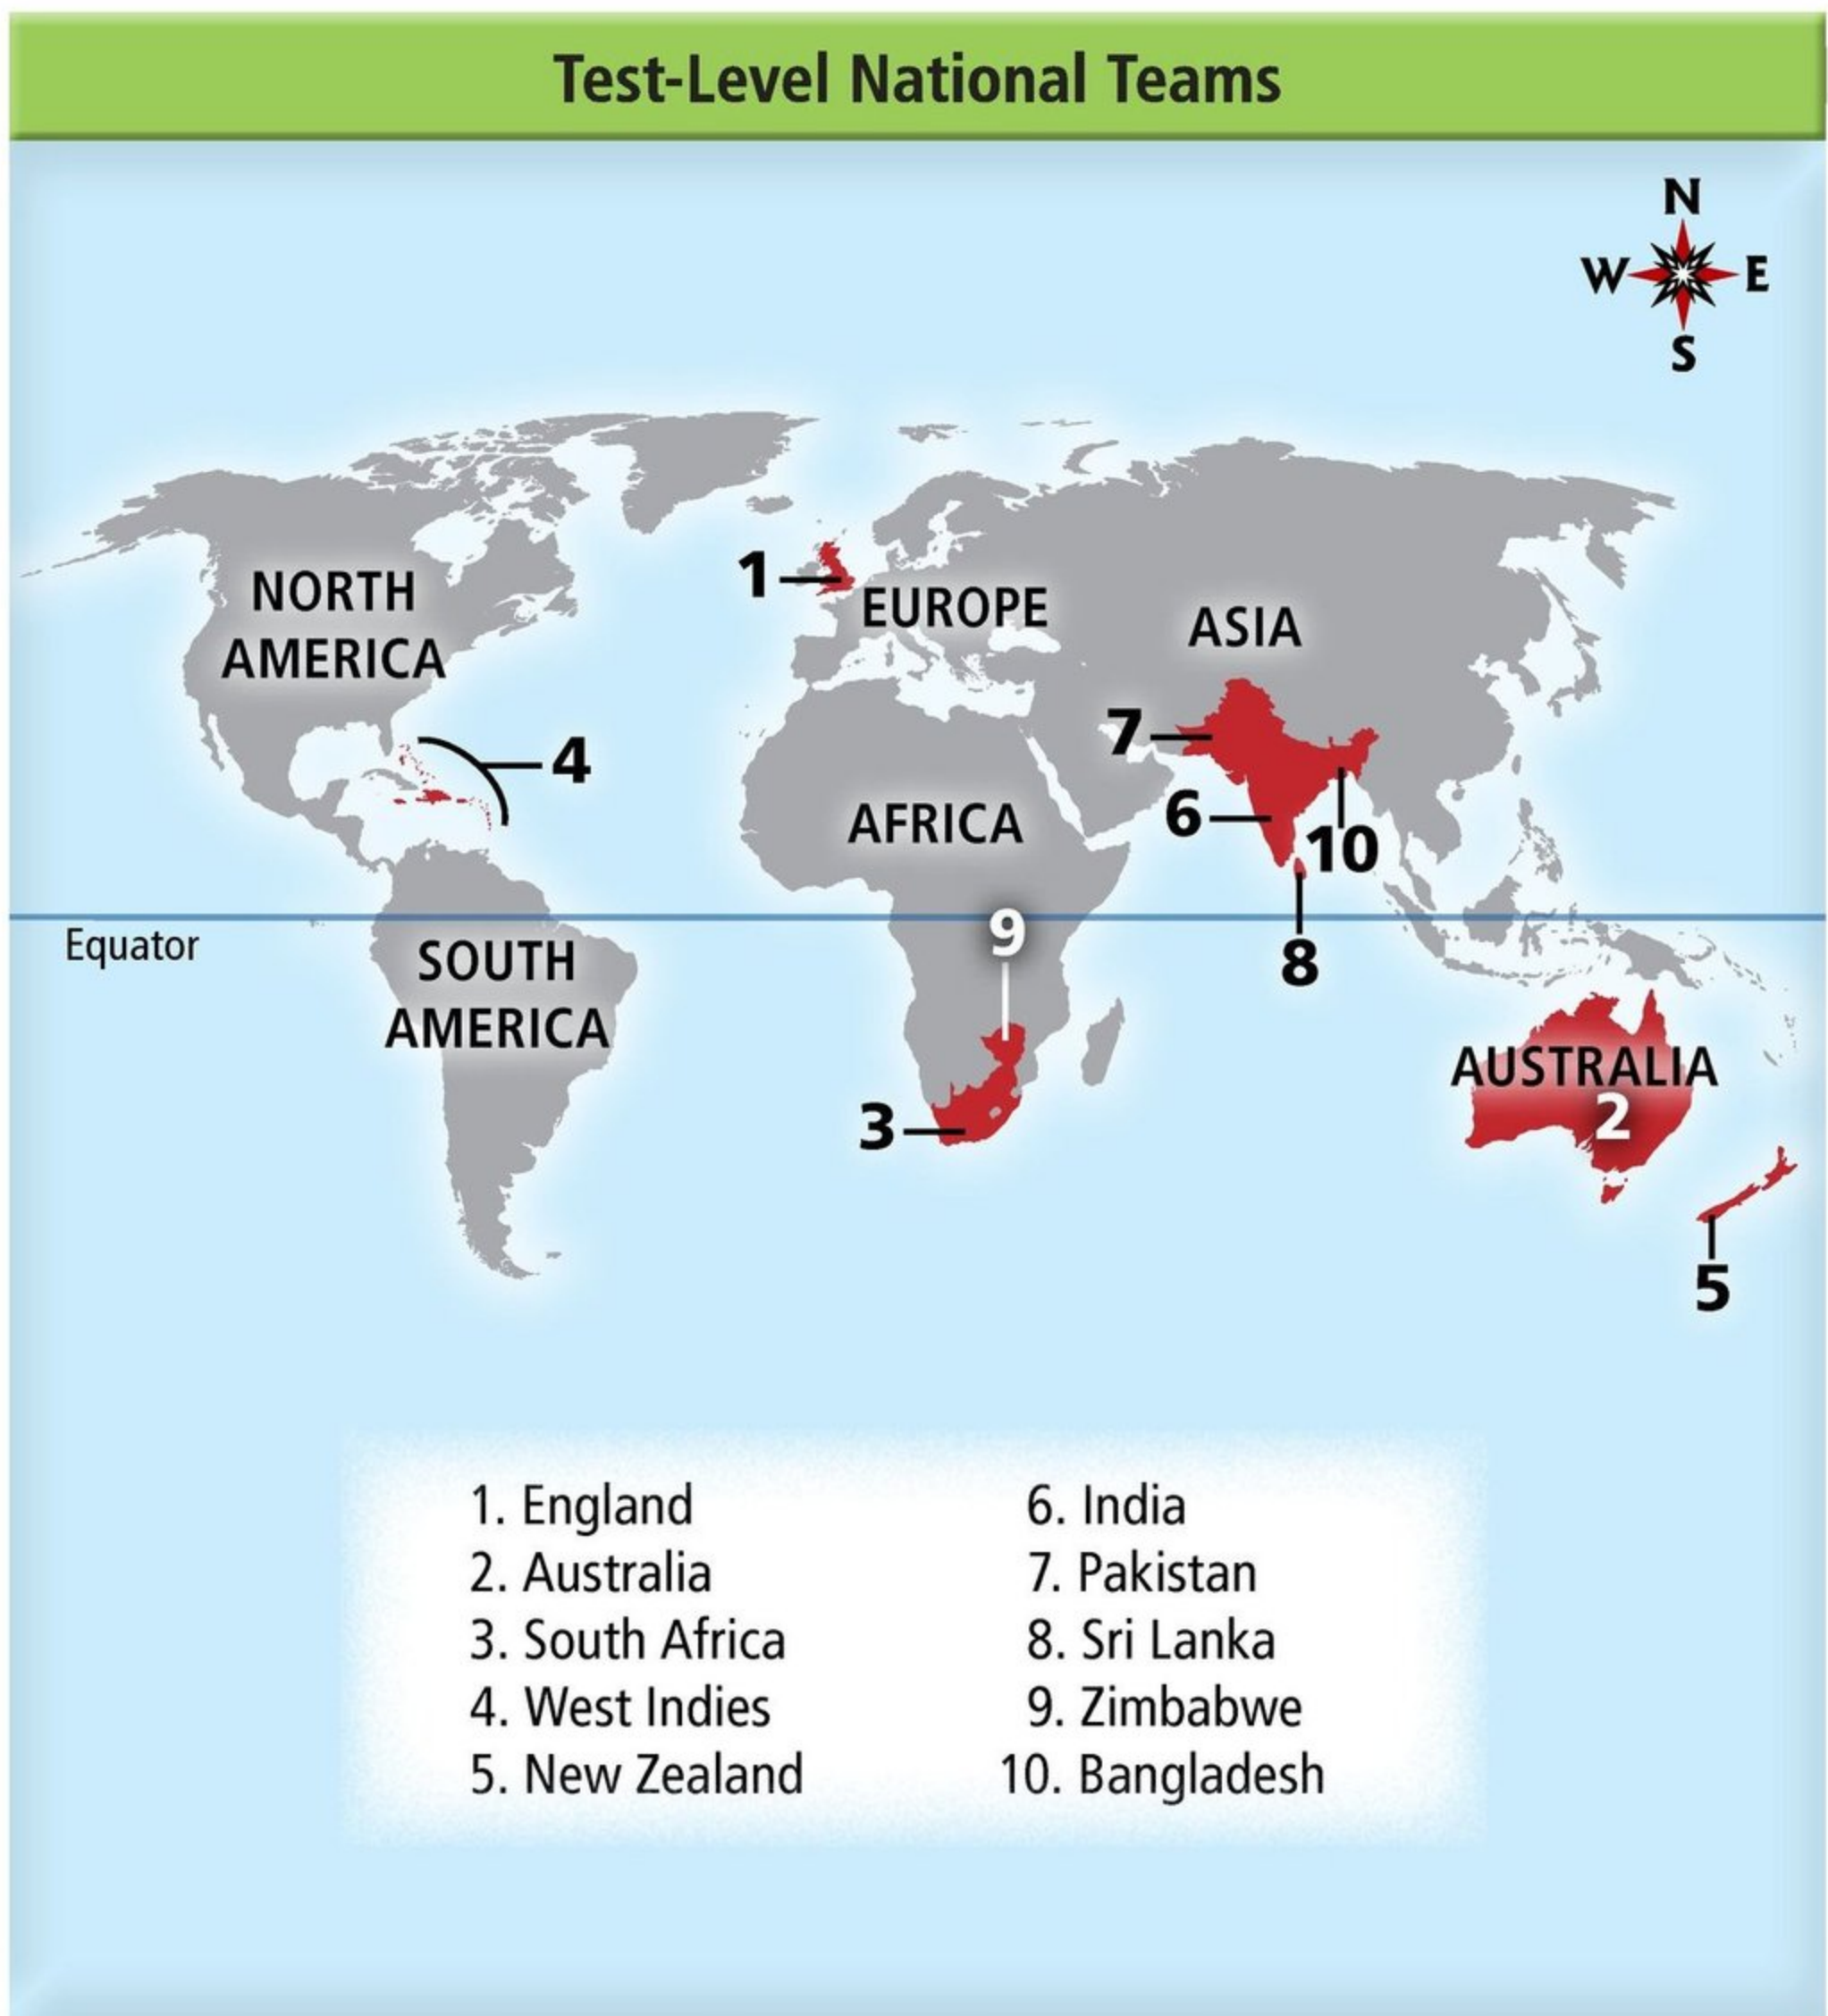 Test-Level National Teams
N
W E
S
NORTH
AMERICA
1
EUROPE
ASIA
4
7
6
10
AFRICA
9
8
Equator
SOUTH
AMERICA
AUSTRALIA
2
3
5
1. England
2. Australia
3. South Africa
4. West Indies
5. New Zealand
6. India
7. Pakistan
8. Sri Lanka
9. Zimbabwe
10. Bangladesh